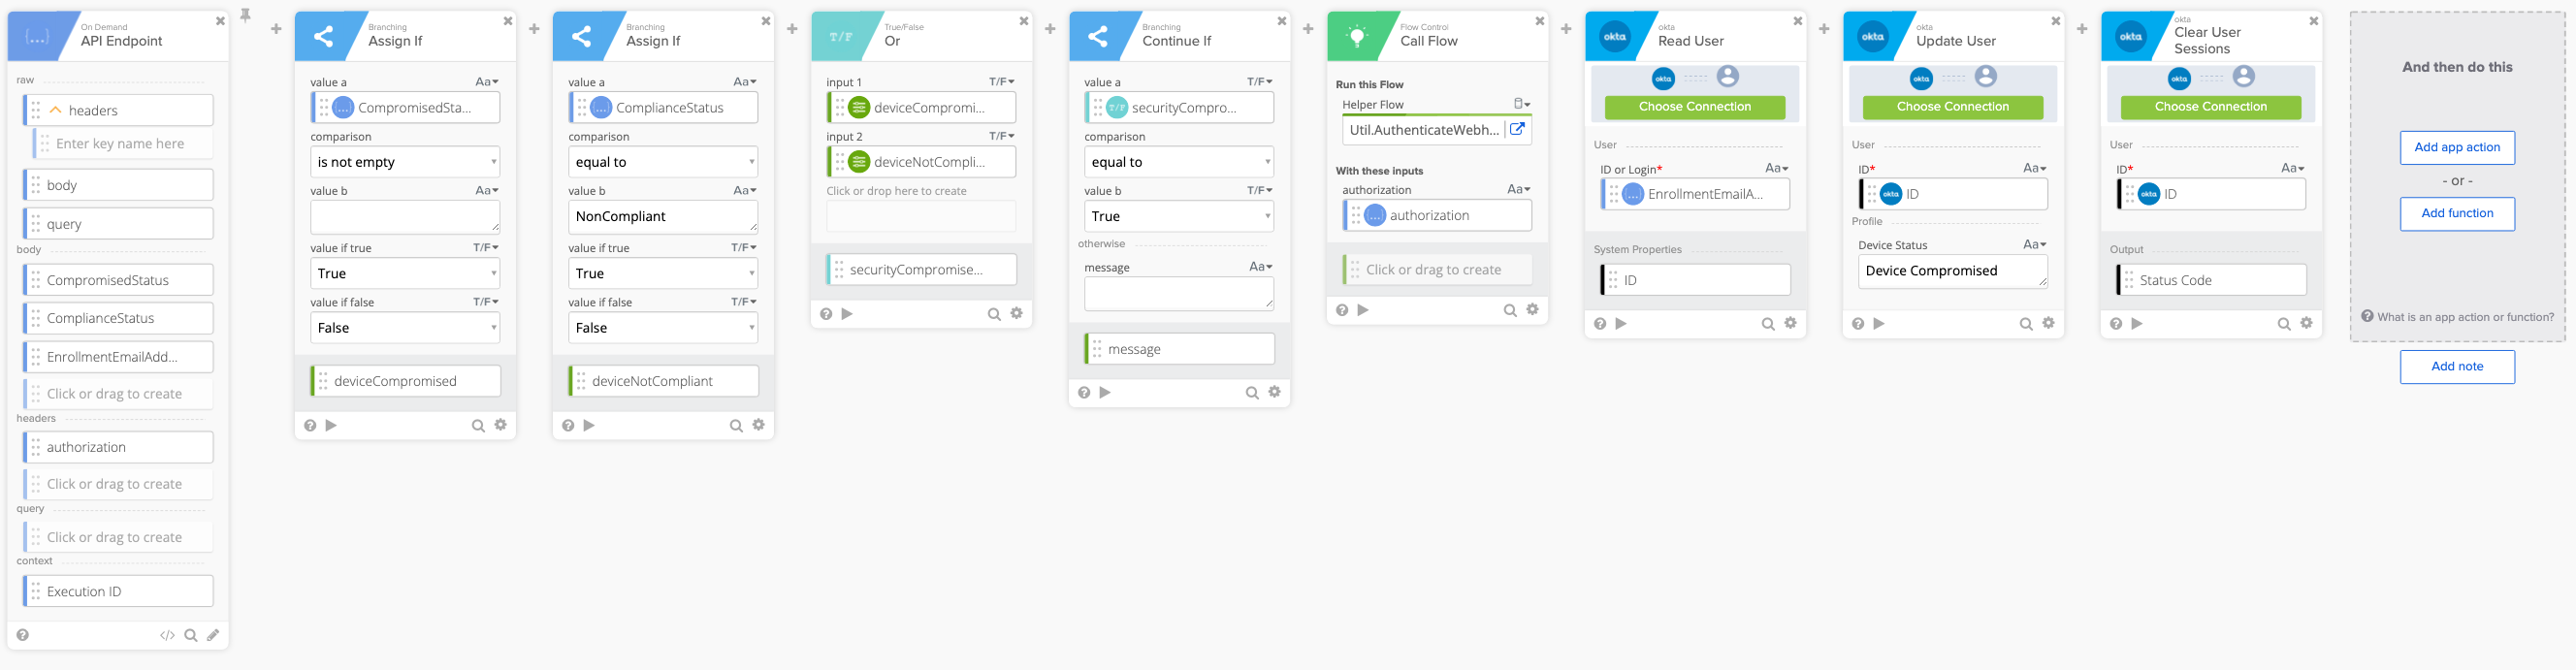 On Demand
API Endpoint
raw
headers
Enter key name here
body
query
body
CompromisedStatus
ComplianceStatus
EnrollmentEmailAdd...
Click or drag to create
headers
authorization
Click or drag to create
query
Click or drag to create
context
Execution ID
Branching
Assign If
value a
Aa
CompromisedSta...
comparison
is not empty
value b
Aa
value if true
T/F
True
value if false
T/F
False
deviceCompromised
Branching
Assign If
value a
Aa
ComplianceStatus
comparison
equal to
value b
Aa
NonCompliant
value if true
T/F
True
value if false
T/F
False
deviceNotCompliant
T/F
True/False
Or
input 1
T/F
deviceCompromi...
input 2
T/F
deviceNotCompli...
Click or drop here to create
securityCompromise...
Branching
Continue If
value a
T/F
T/F
securityCompro...
comparison
equal to
value b
T/F
True
otherwise
message
Aa
message
Flow Control
Call Flow
Run this Flow
Helper Flow
Util.AuthenticateWebh...
With these inputs
authorization
Aa
authorization
Click or drag to create
okta
okta
Read User
okta
Choose Connection
User
ID or Login*
Aa
EnrollmentEmailA...
System Properties
ID
okta
okta
Update User
okta
Choose Connection
User
ID*
Aa
okta
ID
Profile
Device Status
Aa
Device Compromised
okta
okta
Clear User
Sessions
okta
Choose Connection
User
ID*
Aa
okta
ID
Output
Status Code
And then do this
Add app action
- or -
Add function
What is an app action or function?
Add note